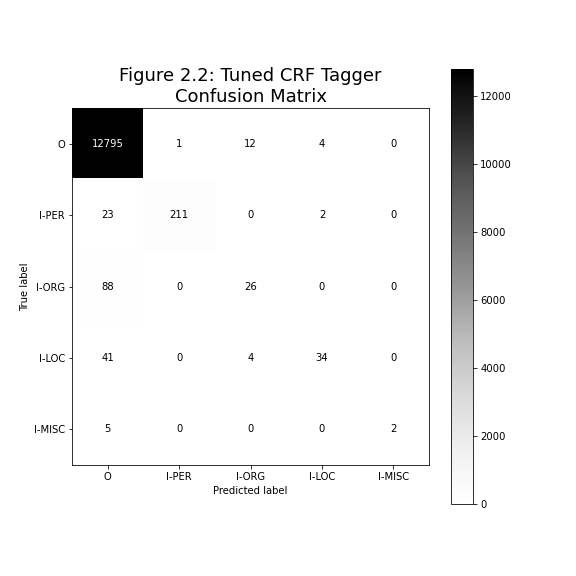 Figure 2.2: Tuned CRF Tagger
Confusion Matrix
12000
10000
8000
6000
4000
2000
0
True label
O 12795 1 12 4 0
I-PER 23 211 0 2 0
I-ORG 88 0 26 0 0
I-LOC 41 0 4 34 0
I-MISC 5 0 0 0 2
O I-PER I-ORG I-LOC I-MISC
Predicted label